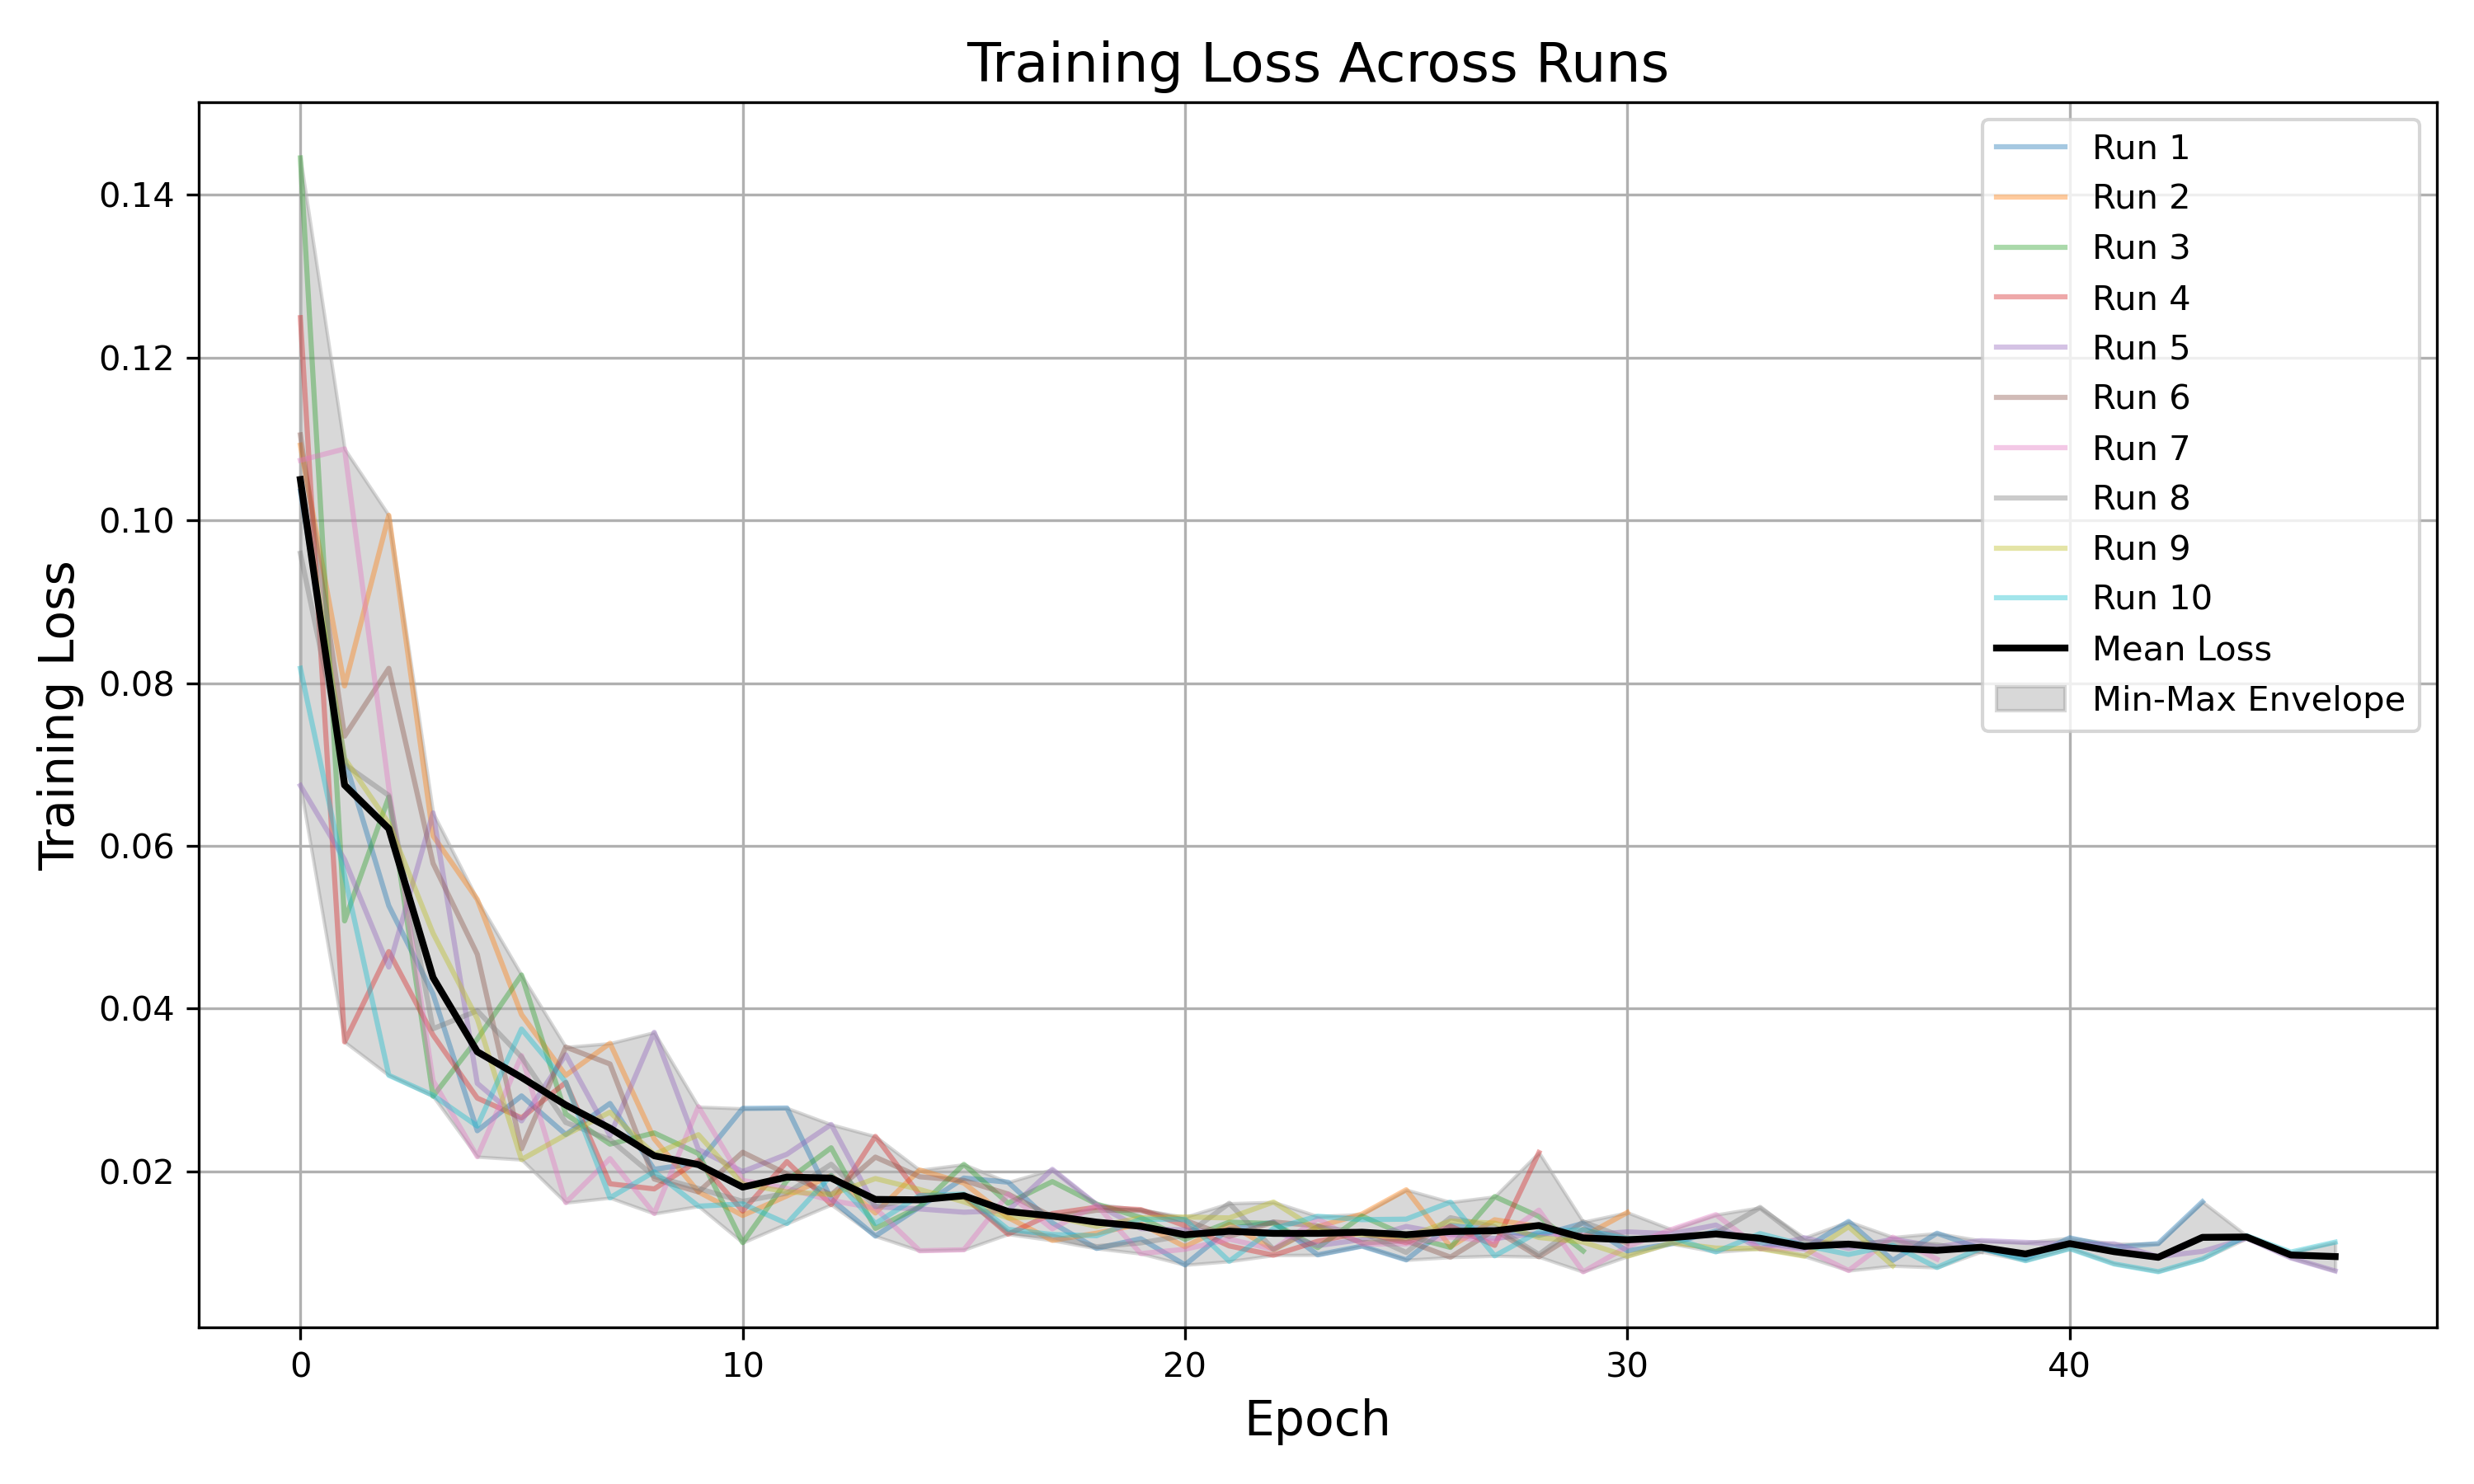 Training Loss Across Runs
Training Loss
0.14
0.12
0.10
0.08
0.06
0.04
0.02
0 10 20 30 40
Epoch
Run 1
Run 2
Run 3
Run 4
Run 5
Run 6
Run 7
Run 8
Run 9
Run 10
Mean Loss
Min-Max Envelope